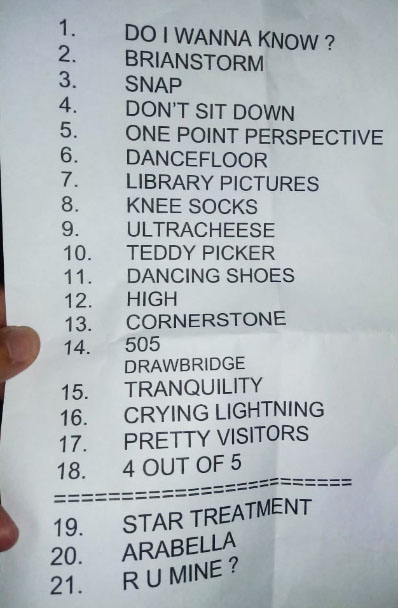 1. DO I WANNA KNOW ?
2. BRIANSTORM
3. SNAP
4. DON'T SIT DOWN
5. ONE POINT PERSPECTIVE
6. DANCEFLOOR
7. LIBRARY PICTURES
8. KNEE SOCKS
9. ULTRACHEESE
10. TEDDY PICKER
11. DANCING SHOES
12. HIGH
13. CORNERSTONE
14. 505
DRAWBRIDGE
15. TRANQUILITY
16. CRYING LIGHTNING
17. PRETTY VISITORS
18. 4 OUT OF 5
==============================
19. STAR TREATMENT
20. ARABELLA
21. R U MINE ?